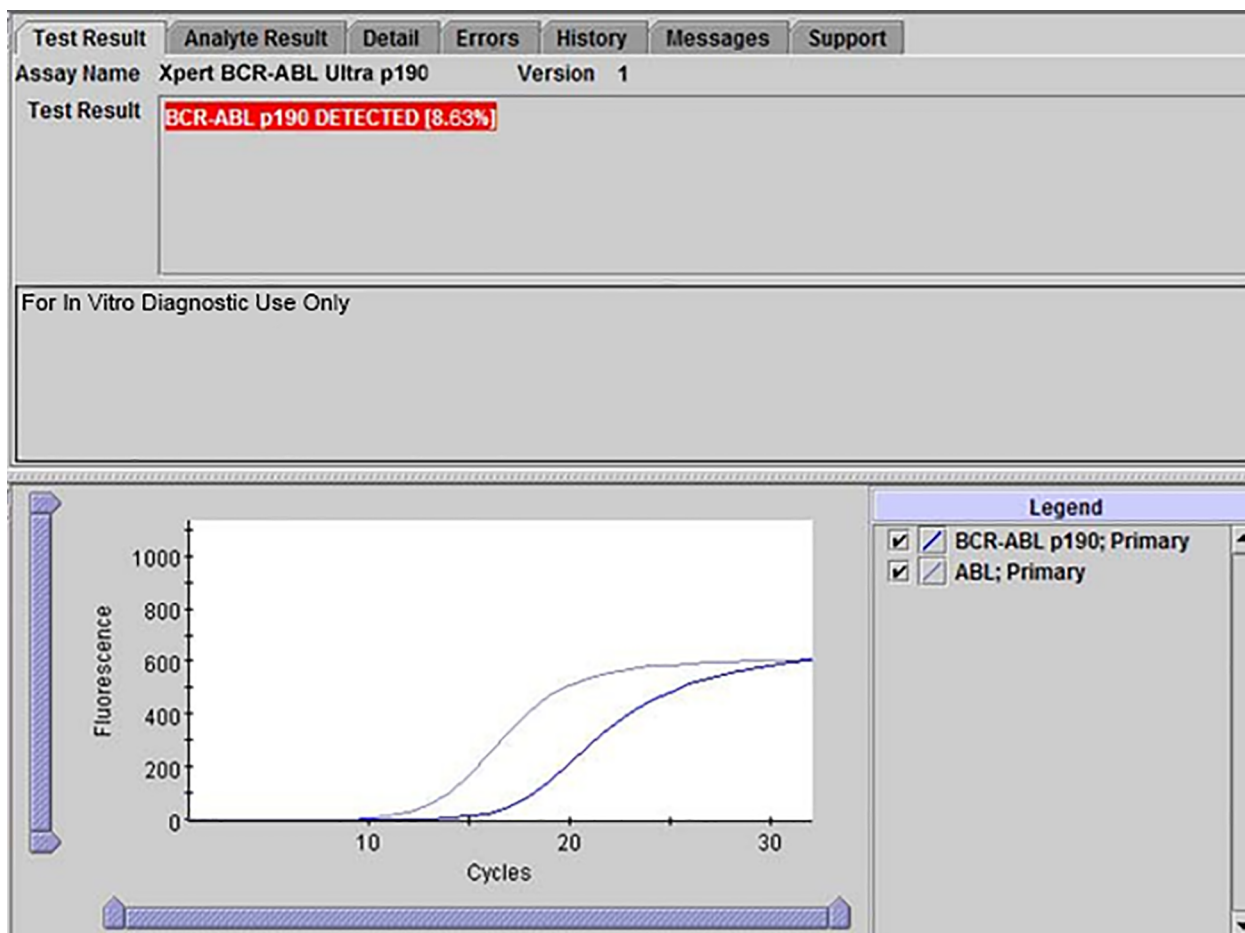 Test Result Analyte Result Detail Errors History Messages Support
Assay Name Xpert BCR-ABL Ultra p190 Version 1
Test Result BCR-ABL p190 DETECTED [8.63%]
For In Vitro Diagnostic Use Only
Legend
BCR-ABL p190; Primary
ABL; Primary
Fluorescence
1000
800
600
400
200
0
10 20 30
Cycles